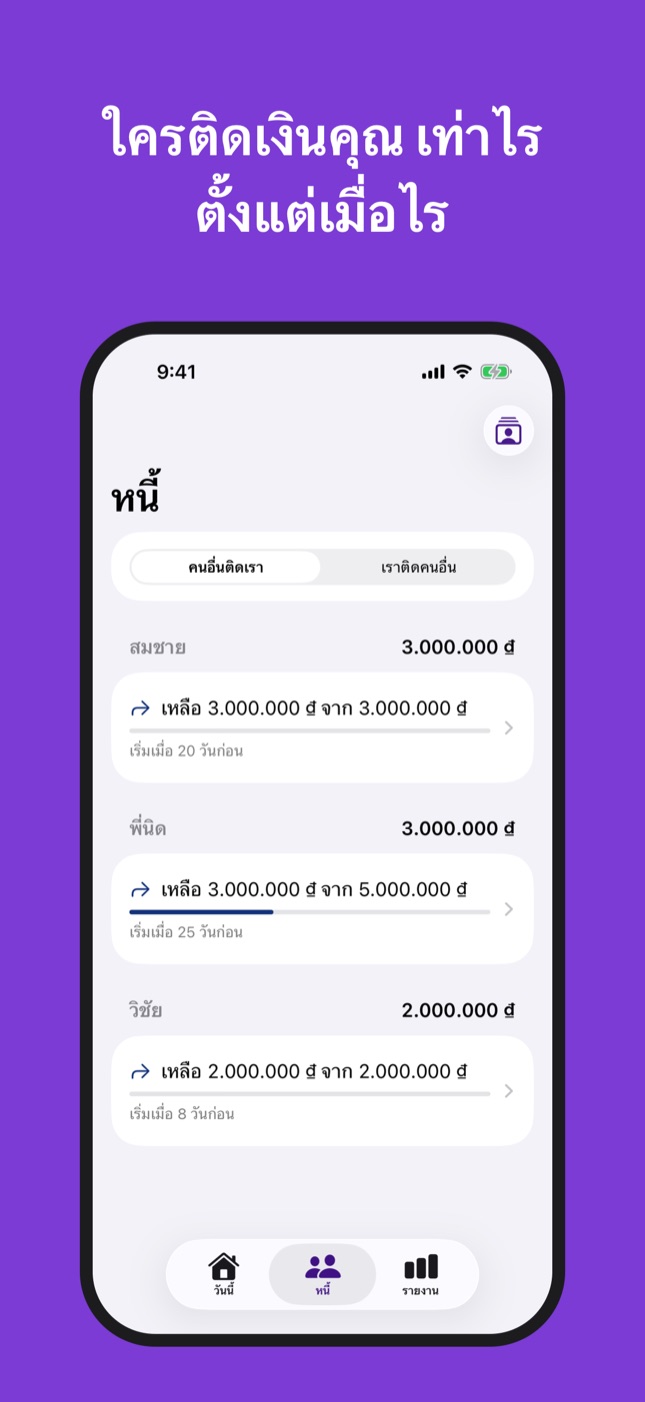 ใครติดเงินคุณ เท่าไร
ตั้งแต่เมื่อไร
9:41
หนี้
คนอื่นติดเรา
เราติดคนอื่น
สมชาย 3.000.000 ₫
เหลือ 3.000.000 ₫ จาก 3.000.000 ₫
เริ่มเมื่อ 20 วันก่อน
พี่นิด 3.000.000 ₫
เหลือ 3.000.000 ₫ จาก 5.000.000 ₫
เริ่มเมื่อ 25 วันก่อน
วิชัย 2.000.000 ₫
เหลือ 2.000.000 ₫ จาก 2.000.000 ₫
เริ่มเมื่อ 8 วันก่อน
วันนี้
หนี้
รายงาน